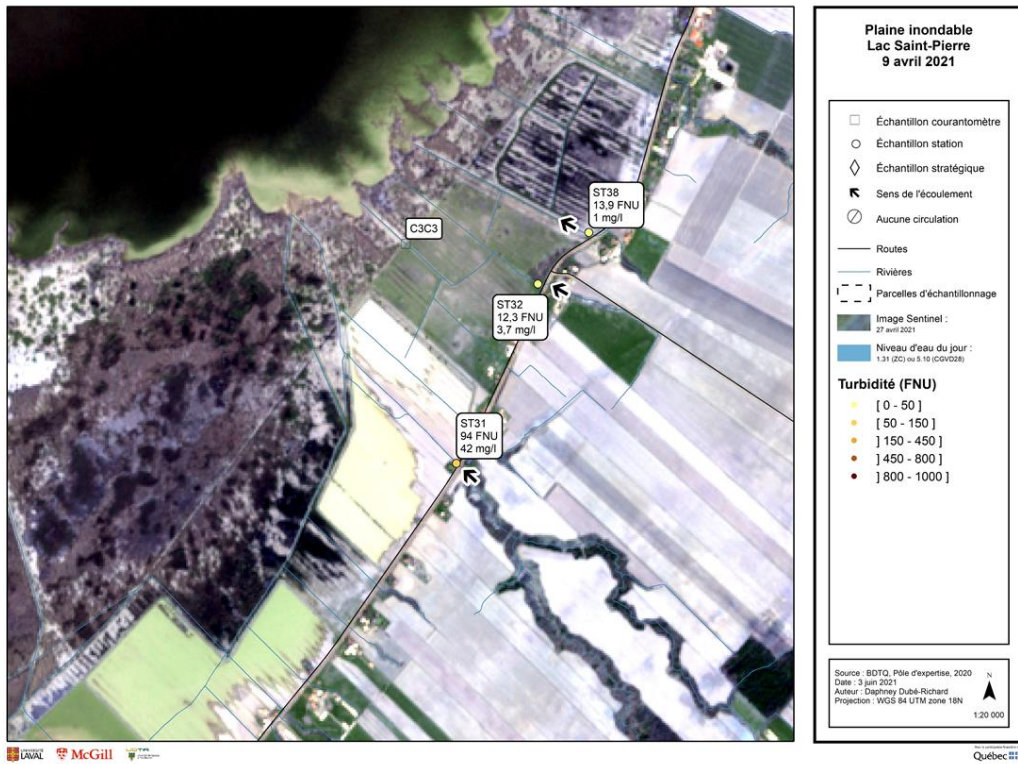 ST38
13,9 FNU
1 mg/l
C3C3
ST32
12,3 FNU
3,7 mg/l
ST31
94 FNU
42 mg/l
Plaine inondable
Lac Saint-Pierre
9 avril 2021
Échantillon courantomètre
Échantillon station
Échantillon stratégique
Sens de l'écoulement
Aucune circulation
Routes
Rivières
Parcelles d'échantillonnage
Image Sentinel :
27 avril 2021
Niveau d'eau du jour :
1.31 (ZC) ou 5.10 (CGVD28)
Turbidité (FNU)
[ 0 - 50 ]
] 50 - 150 ]
] 150 - 450 ]
] 450 - 800 ]
] 800 - 1000 ]
Source : BDTQ, Pôle d'expertise, 2020
Date : 3 juin 2021
Auteur : Daphney Dubé-Richard
Projection : WGS 84 UTM zone 18N
N
1:20 000
UNIVERSITÉ
LAVAL
McGill
UQTR
Québec